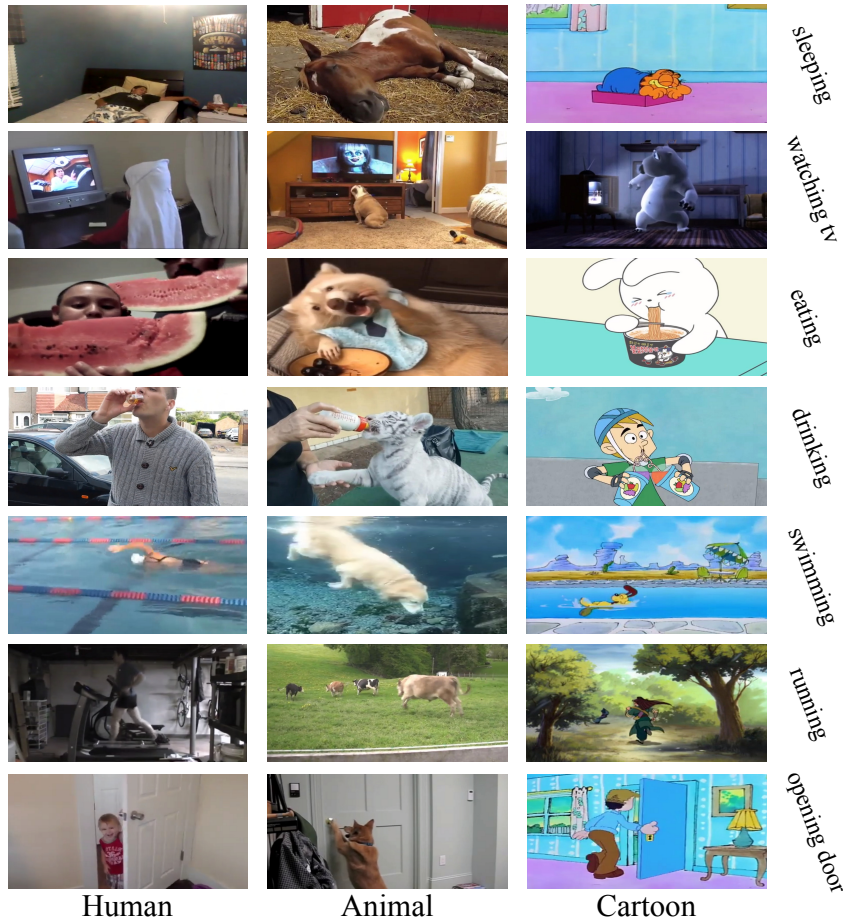 sleeping
watching tv
eating
drinking
swimming
running
opening door
Human Animal Cartoon